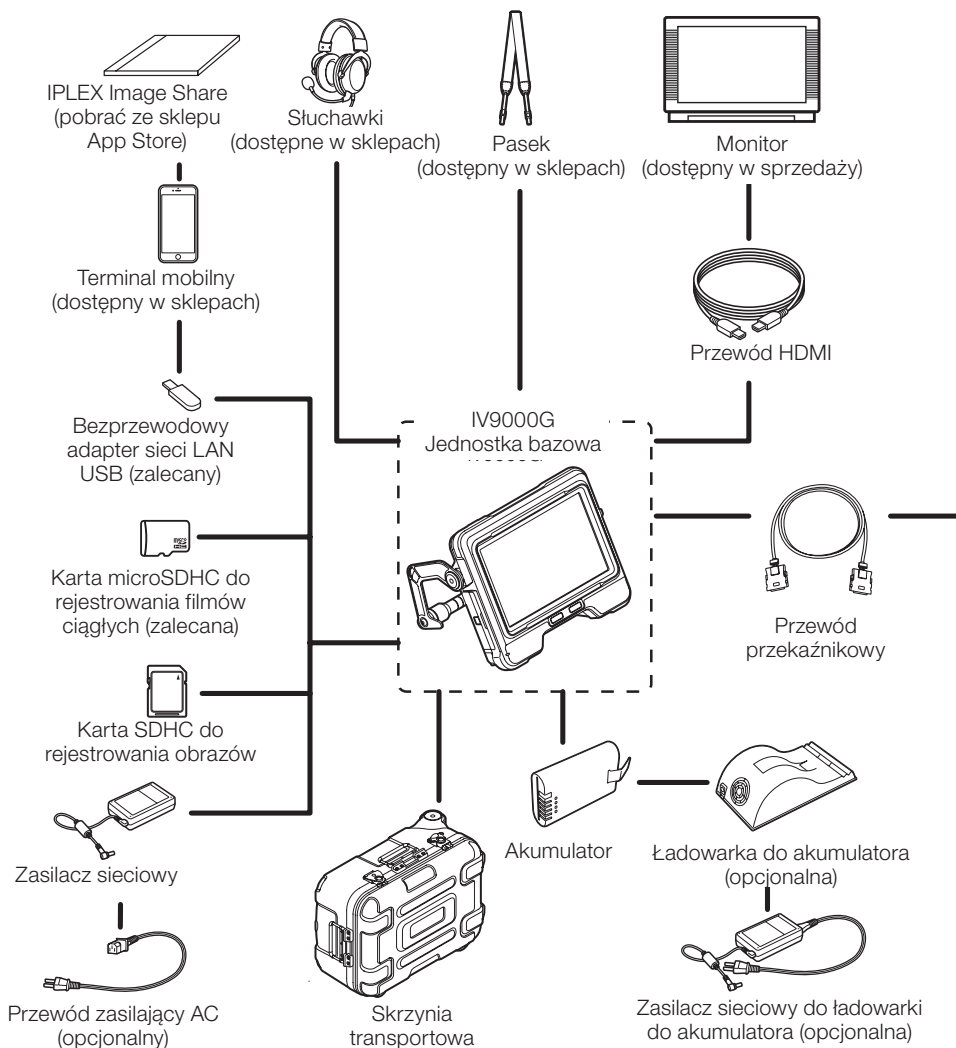 IPLEX Image Share
(pobrać ze sklepu
App Store)
Słuchawki
(dostępne w sklepach)
Pasek
(dostępny w sklepach)
Monitor
(dostępny w sprzedaży)
Terminal mobilny
(dostępny w sklepach)
Przewód HDMI
Bezprzewodowy
adapter sieci LAN
USB (zalecany)
IV9000G
Jednostka bazowa
Karta microSDHC do
rejestrowania filmów
ciągłych (zalecana)
Przewód
przekaźnikowy
Karta SDHC do
rejestrowania obrazów
Zasilacz sieciowy
Akumulator
Ładowarka do akumulatora
(opcjonalna)
Przewód zasilający AC
(opcjonalny)
Skrzynia
transportowa
Zasilacz sieciowy do ładowarki
do akumulatora (opcjonalna)